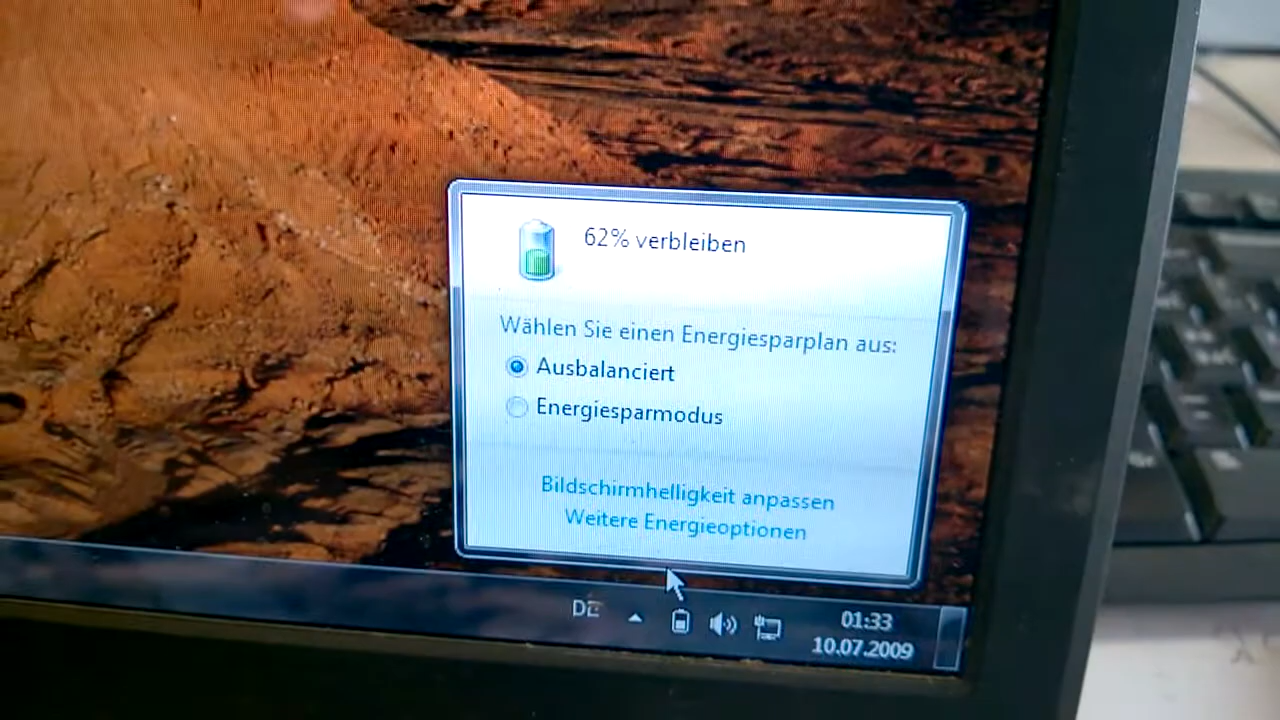 62% verbleiben
Wählen Sie einen Energiesparplan aus:
Ausbalanciert
Energiesparmodus
Bildschirmhelligkeit anpassen
Weitere Energieoptionen
DE
01:33
10.07.2009